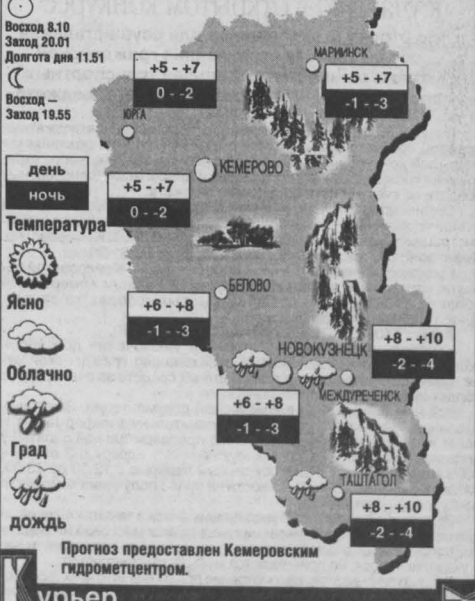 Восход 8.10
Заход 20.01
Долгота дня 11.51
Восход —
Заход 19.55
день
ночь
Температура
Ясно
Облачно
Град
дождь
+5 - +7
0 - -2
ЮРГА
МАРИИНСК
+5 - +7
-1 - -3
КЕМЕРОВО
+5 - +7
0 - -2
БЕЛОВО
+6 - +8
-1 - -3
НОВОКУЗНЕЦК
+8 - +10
-2 - -4
+6 - +8
-1 - -3
МЕЖДУРЕЧЕНСК
ТАШТАГОЛ
+8 - +10
-2 - -4
Прогноз предоставлен Кемеровским
гидрометцентром.
Курьер